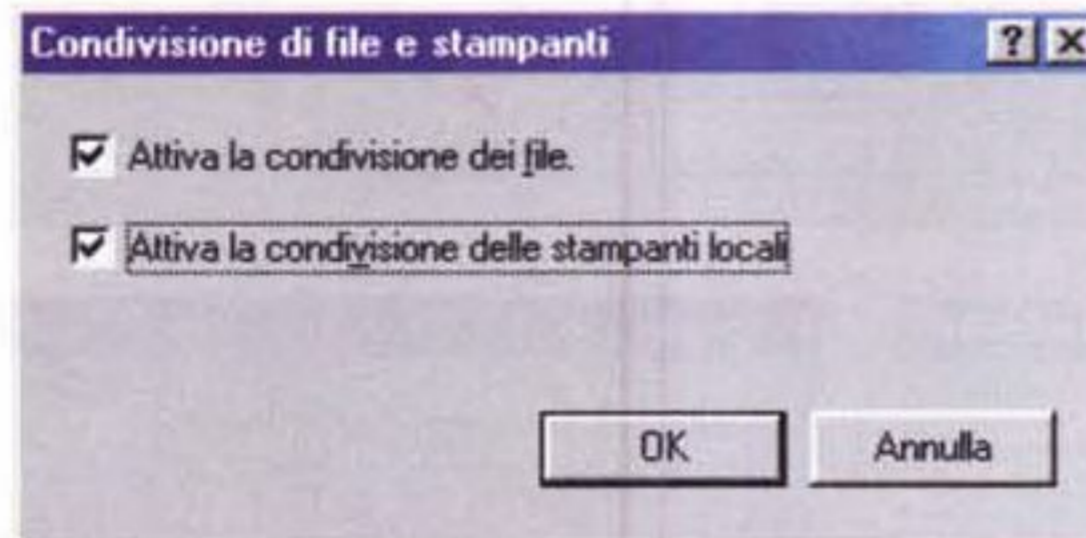 Condivisione di file e stampanti
Attiva la condivisione dei file.
Attiva la condivisione delle stampanti locali
OK
Annulla